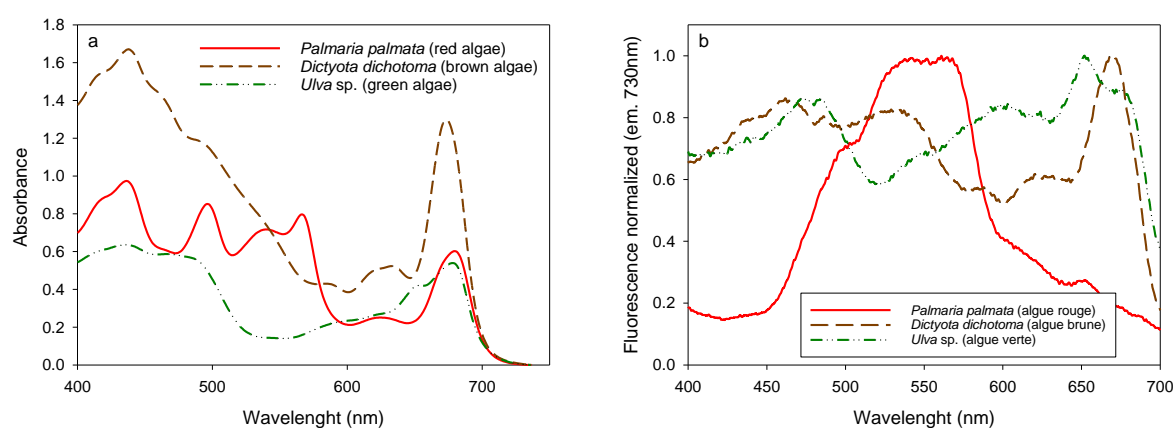 a
Palmaria palmata (red algae)
Dictyota dichotoma (brown algae)
Ulva sp. (green algae)
Absorbance
1.8
1.6
1.4
1.2
1.0
0.8
0.6
0.4
0.2
0.0
400 500 600 700
Wavelenght (nm)
b
Fluorescence normalized (em. 730nm)
1.0
0.8
0.6
0.4
0.2
Palmaria palmata (algue rouge)
Dictyota dichotoma (algue brune)
Ulva sp. (algue verte)
400 450 500 550 600 650 700
Wavelenght (nm)